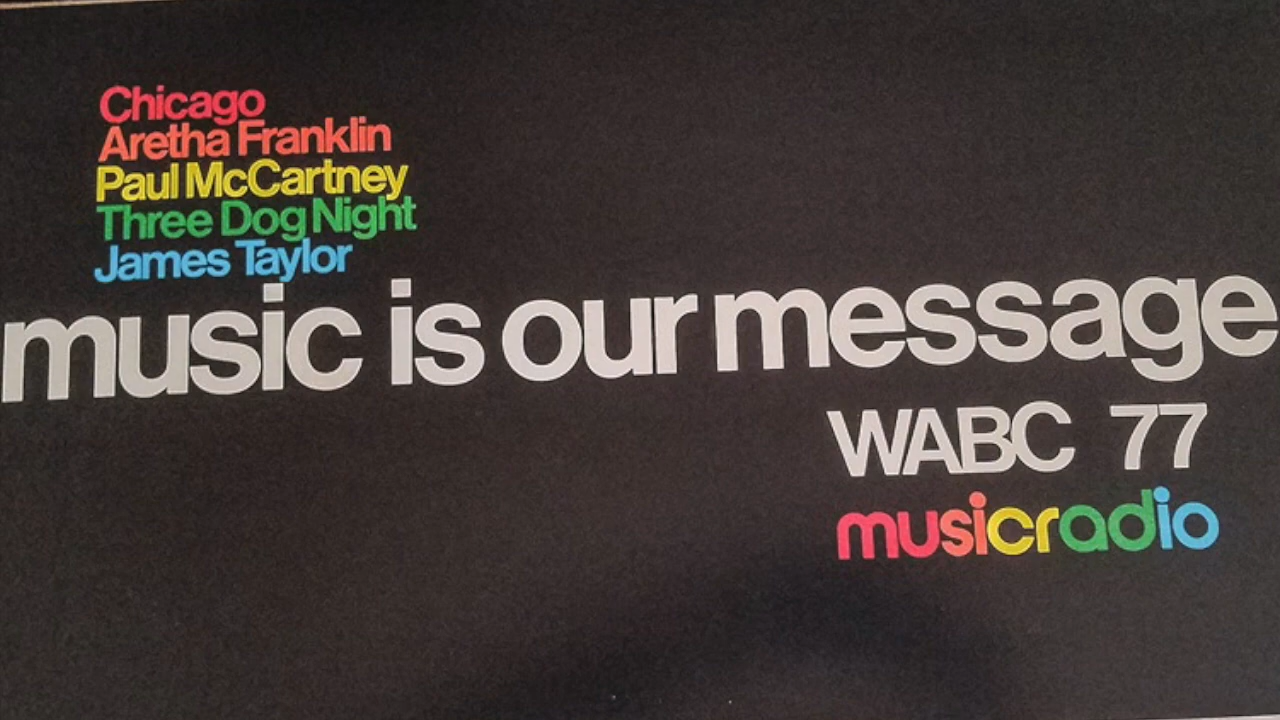 Chicago
Aretha Franklin
Paul McCartney
Three Dog Night
James Taylor
music is our message
WABC 77
musicradio